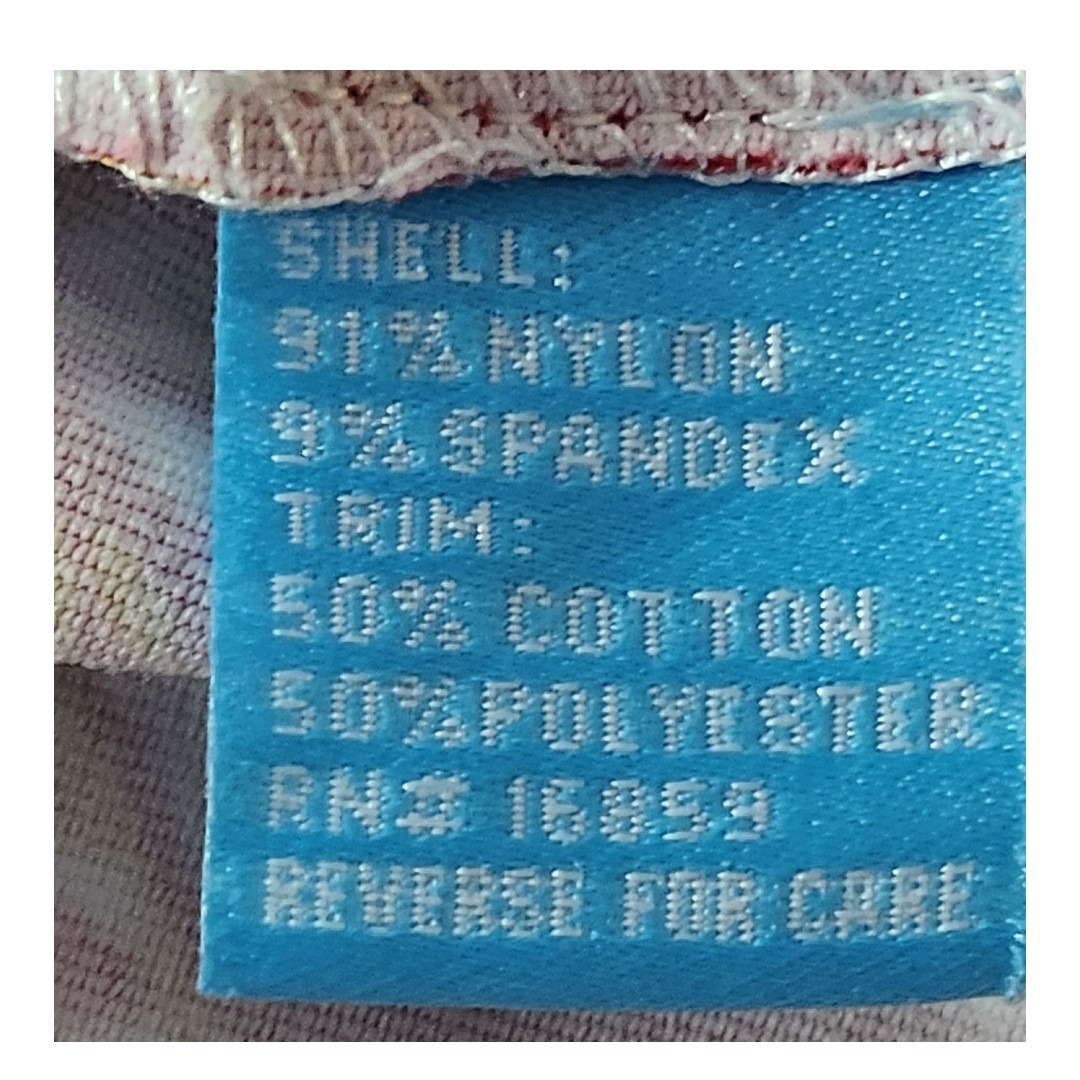 SHELL:
91% NYLON
9% SPANDEX
TRIM:
50% COTTON
50% POLYESTER
RN# 16859
REVERSE FOR CARE